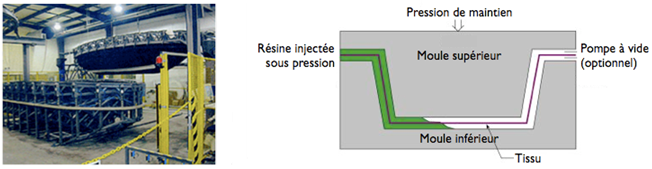 Pression de maintien
Résine injectée
sous pression
Moule supérieur
Pompe à vide
(optionnel)
Moule inférieur
Tissu